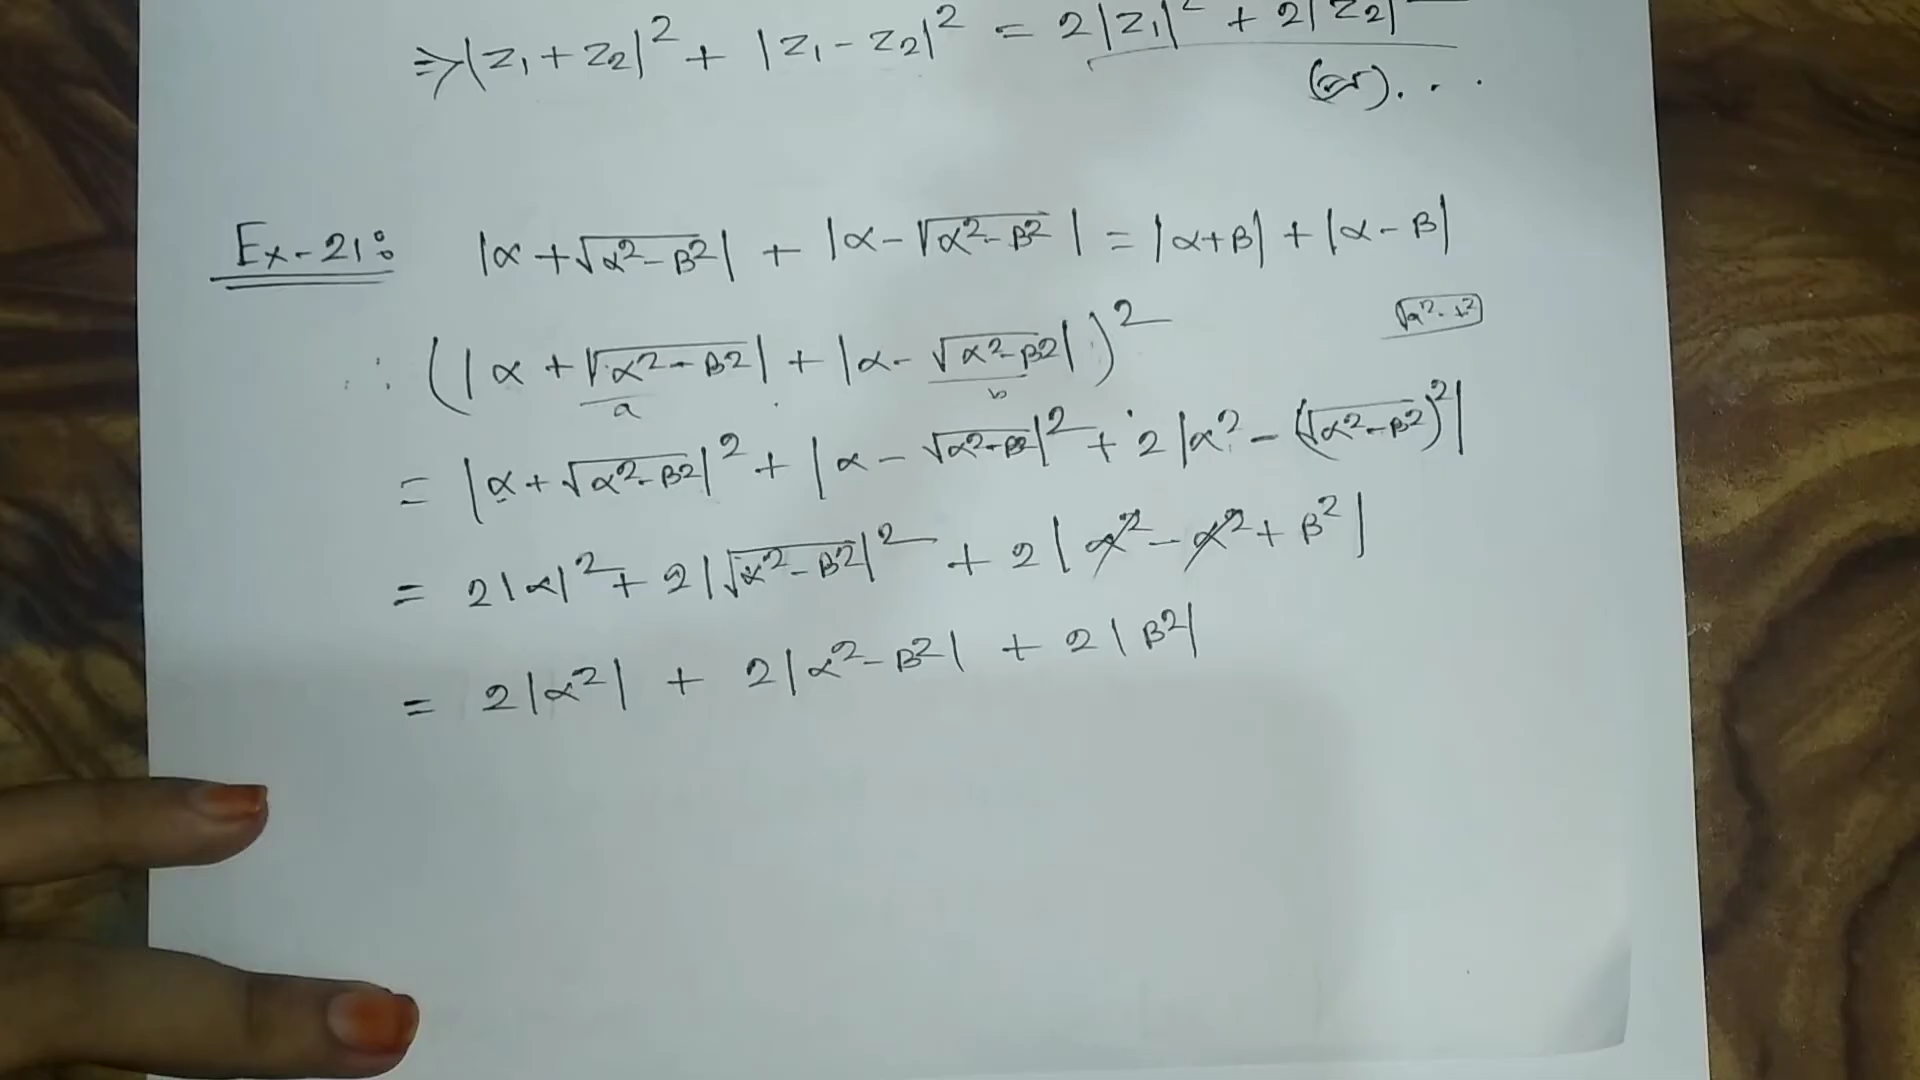 ⇒ |z₁ + z₂|² + |z₁ - z₂|² = 2|z₁|² + 2|z₂|
(or). . .
Ex-21: |α + √(α²-β²)| + |α - √(α²-β²)| = |α+β| + |α-β|
∴ (|α + √(α²-β²)| + |α - √(α²-β²)|)²
a b
= |α + √(α²-β²)|² + |α - √(α²-β²)|² + 2|α² - (√(α²-β²))²|
= 2|α|² + 2|√(α²-β²)|² + 2|α² - α² + β²|
= 2|α²| + 2|α²-β²| + 2|β²|